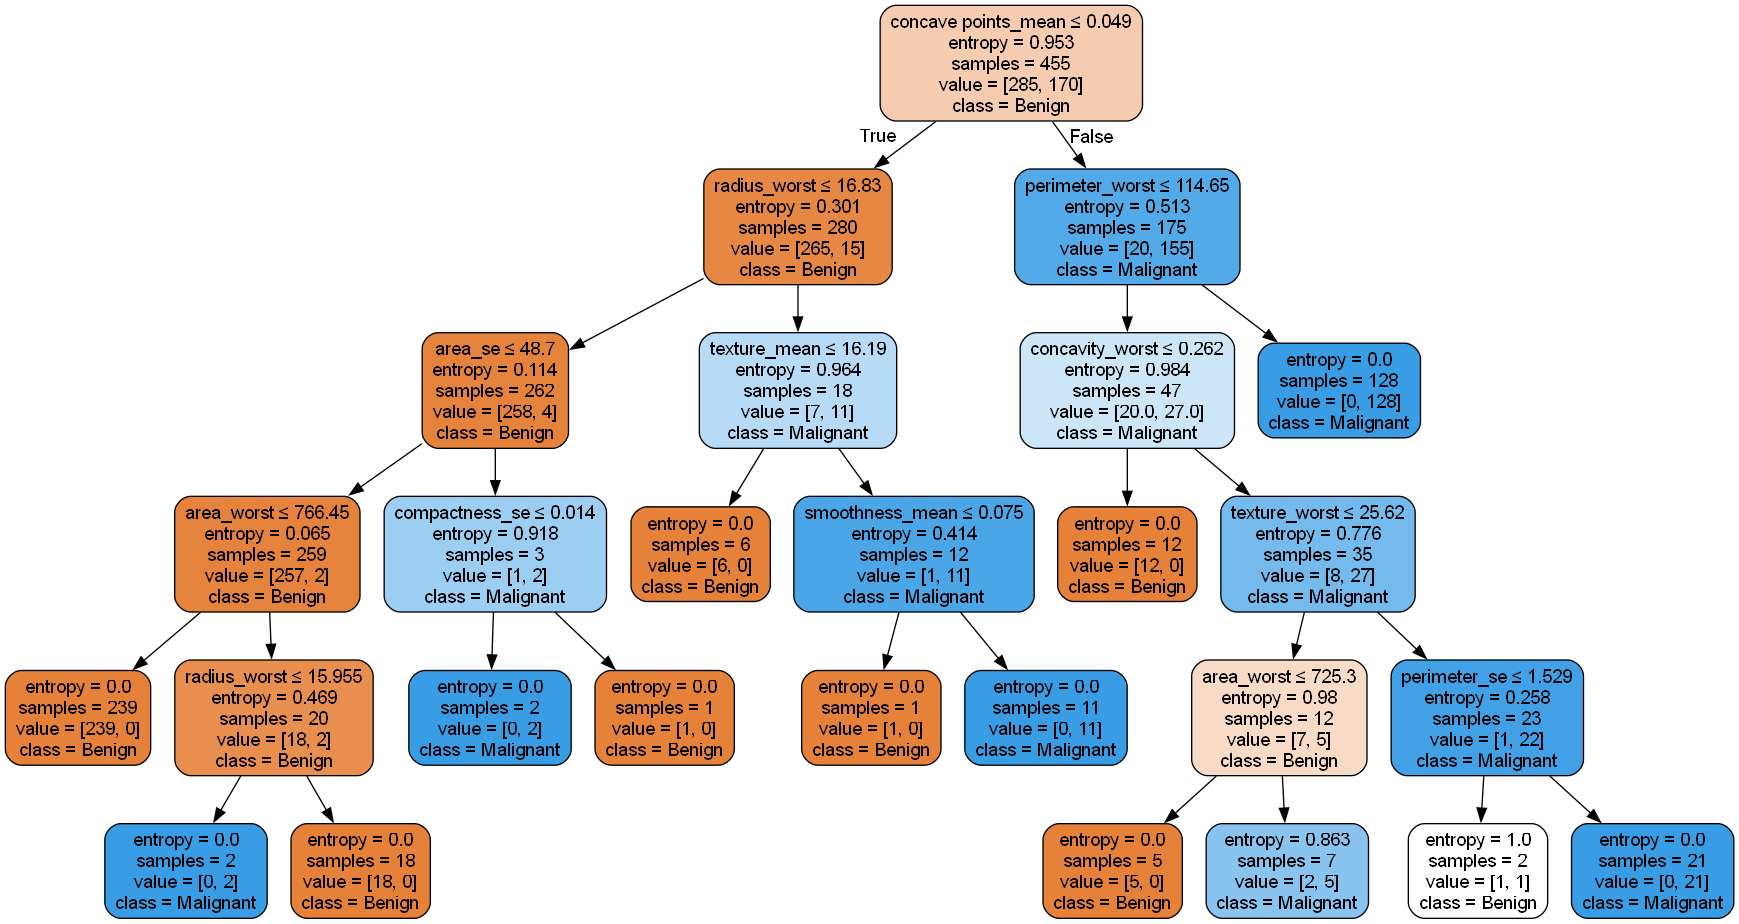 concave points_mean ≤ 0.049
entropy = 0.953
samples = 455
value = [285, 170]
class = Benign
True
False
radius_worst ≤ 16.83
entropy = 0.301
samples = 280
value = [265, 15]
class = Benign
perimeter_worst ≤ 114.65
entropy = 0.513
samples = 175
value = [20, 155]
class = Malignant
area_se ≤ 48.7
entropy = 0.114
samples = 262
value = [258, 4]
class = Benign
texture_mean ≤ 16.19
entropy = 0.964
samples = 18
value = [7, 11]
class = Malignant
concavity_worst ≤ 0.262
entropy = 0.984
samples = 47
value = [20.0, 27.0]
class = Malignant
entropy = 0.0
samples = 128
value = [0, 128]
class = Malignant
area_worst ≤ 766.45
entropy = 0.065
samples = 259
value = [257, 2]
class = Benign
compactness_se ≤ 0.014
entropy = 0.918
samples = 3
value = [1, 2]
class = Malignant
entropy = 0.0
samples = 6
value = [6, 0]
class = Benign
smoothness_mean ≤ 0.075
entropy = 0.414
samples = 12
value = [1, 11]
class = Malignant
entropy = 0.0
samples = 12
value = [12, 0]
class = Benign
texture_worst ≤ 25.62
entropy = 0.776
samples = 35
value = [8, 27]
class = Malignant
entropy = 0.0
samples = 239
value = [239, 0]
class = Benign
radius_worst ≤ 15.955
entropy = 0.469
samples = 20
value = [18, 2]
class = Benign
entropy = 0.0
samples = 2
value = [0, 2]
class = Malignant
entropy = 0.0
samples = 1
value = [1, 0]
class = Benign
entropy = 0.0
samples = 1
value = [1, 0]
class = Benign
entropy = 0.0
samples = 11
value = [0, 11]
class = Malignant
area_worst ≤ 725.3
entropy = 0.98
samples = 12
value = [7, 5]
class = Benign
perimeter_se ≤ 1.529
entropy = 0.258
samples = 23
value = [1, 22]
class = Malignant
entropy = 0.0
samples = 2
value = [0, 2]
class = Malignant
entropy = 0.0
samples = 18
value = [18, 0]
class = Benign
entropy = 0.0
samples = 5
value = [5, 0]
class = Benign
entropy = 0.863
samples = 7
value = [2, 5]
class = Malignant
entropy = 1.0
samples = 2
value = [1, 1]
class = Benign
entropy = 0.0
samples = 21
value = [0, 21]
class = Malignant